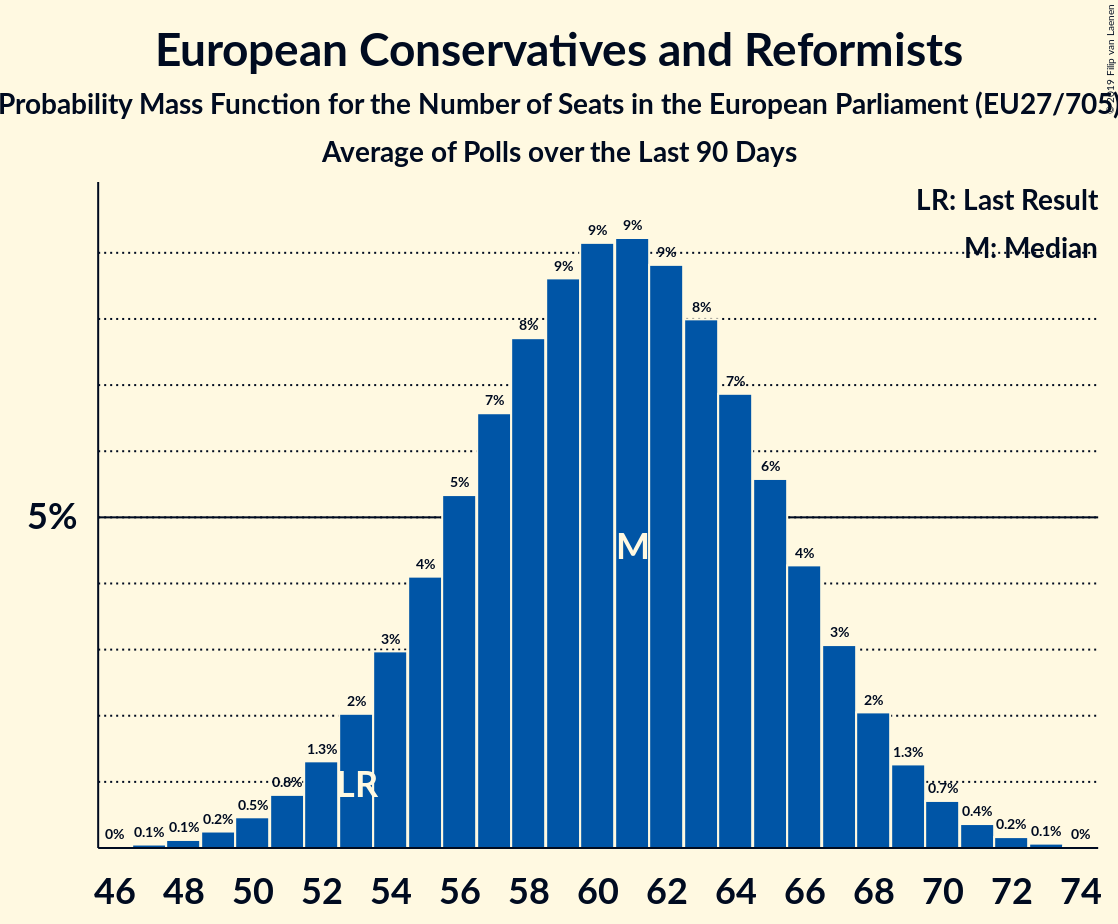 European Conservatives and Reformists
Probability Mass Function for the Number of Seats in the European Parliament (EU27/705)
Average of Polls over the Last 90 Days
© 2019 Filip van Laenen
LR: Last Result
M: Median
5%
0% 0.1% 0.1% 0.2% 0.5% 0.8% 1.3% 2% 3% 4% 5% 7% 8% 9% 9% 9% 9% 8% 7% 6% 4% 3% 2% 1.3% 0.7% 0.4% 0.2% 0.1% 0%
M
LR
46 48 50 52 54 56 58 60 62 64 66 68 70 72 74